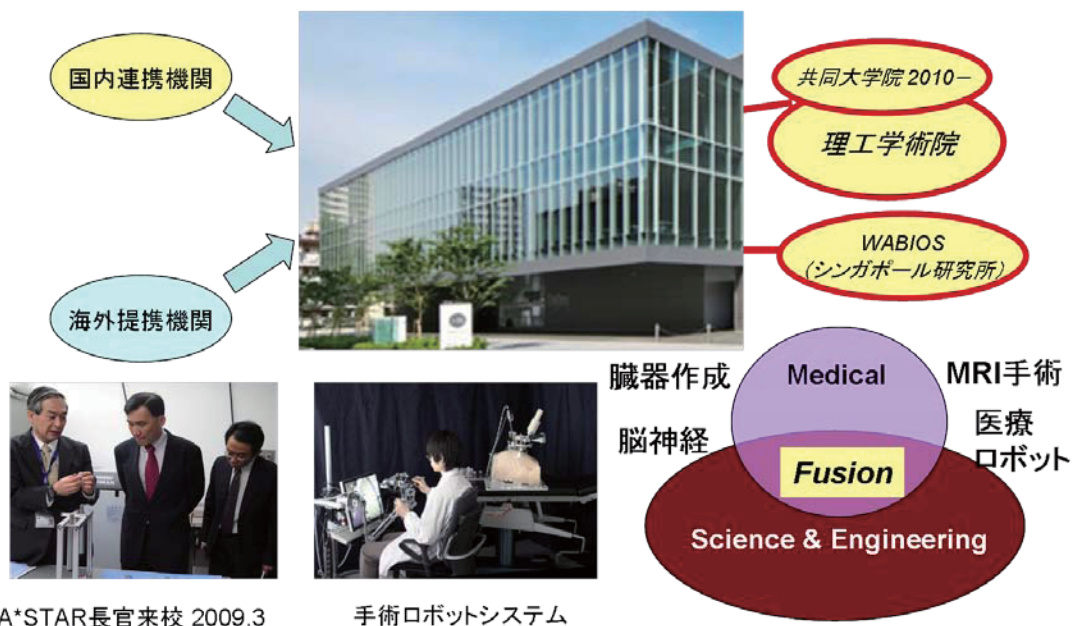 国内連携機関
海外提携機関
共同大学院 2010－
理工学術院
WABIOS
(シンガポール研究所)
臓器作成
脳神経
Medical
MRI手術
医療
ロボット
Fusion
Science & Engineering
A*STAR長官来校 2009.3
手術ロボットシステム